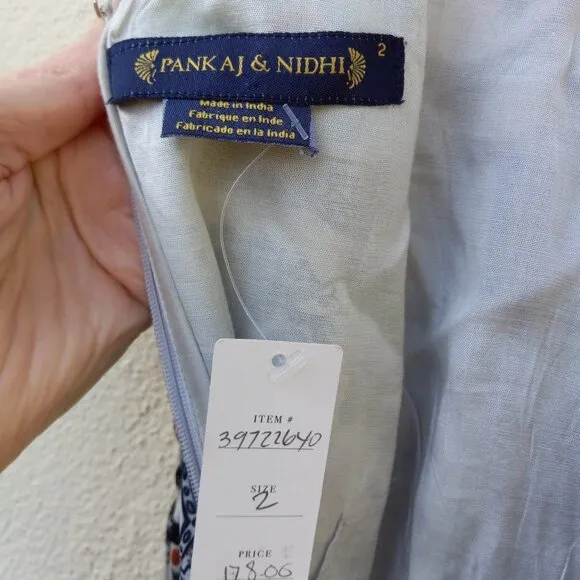 PANKAJ & NIDHI
2
Made in India
Fabrique en Inde
Fabricado en la India
ITEM #
39722640
SIZE
2
PRICE
178.00